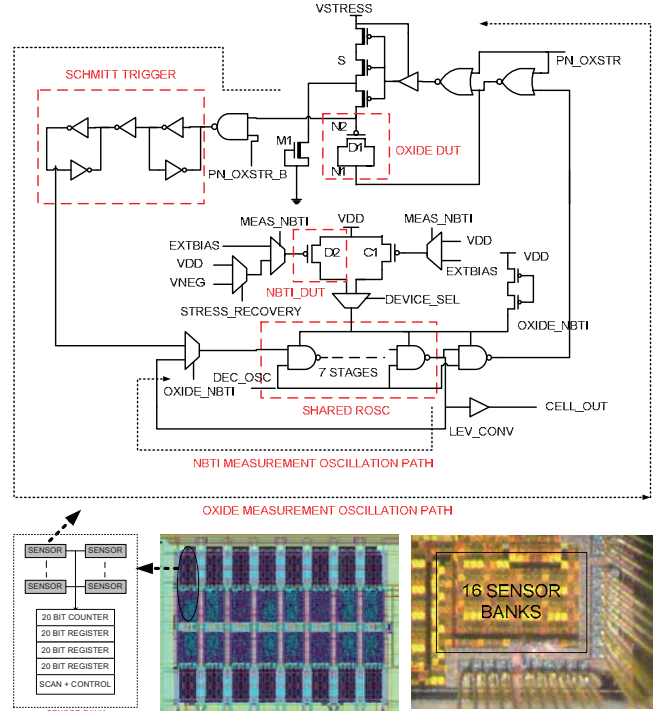 VSTRESS
SCHMITT TRIGGER
S
PN_OXSTR
N2
M1
D1
OXIDE DUT
PN_OXSTR_B
N1
MEAS_NBTI
VDD
MEAS_NBTI
EXTBIAS
D2
C1
VDD
VDD
VDD
EXTBIAS
VNEG
NBTI_DUT
DEVICE_SEL
STRESS_RECOVERY
OXIDE_NBTI
DEC_OSC
7 STAGES
OXIDE_NBTI
SHARED ROSC
CELL_OUT
LEV_CONV
NBTI MEASUREMENT OSCILLATION PATH
OXIDE MEASUREMENT OSCILLATION PATH
SENSOR
SENSOR
SENSOR
SENSOR
20 BIT COUNTER
20 BIT REGISTER
20 BIT REGISTER
20 BIT REGISTER
SCAN + CONTROL
16 SENSOR
BANKS